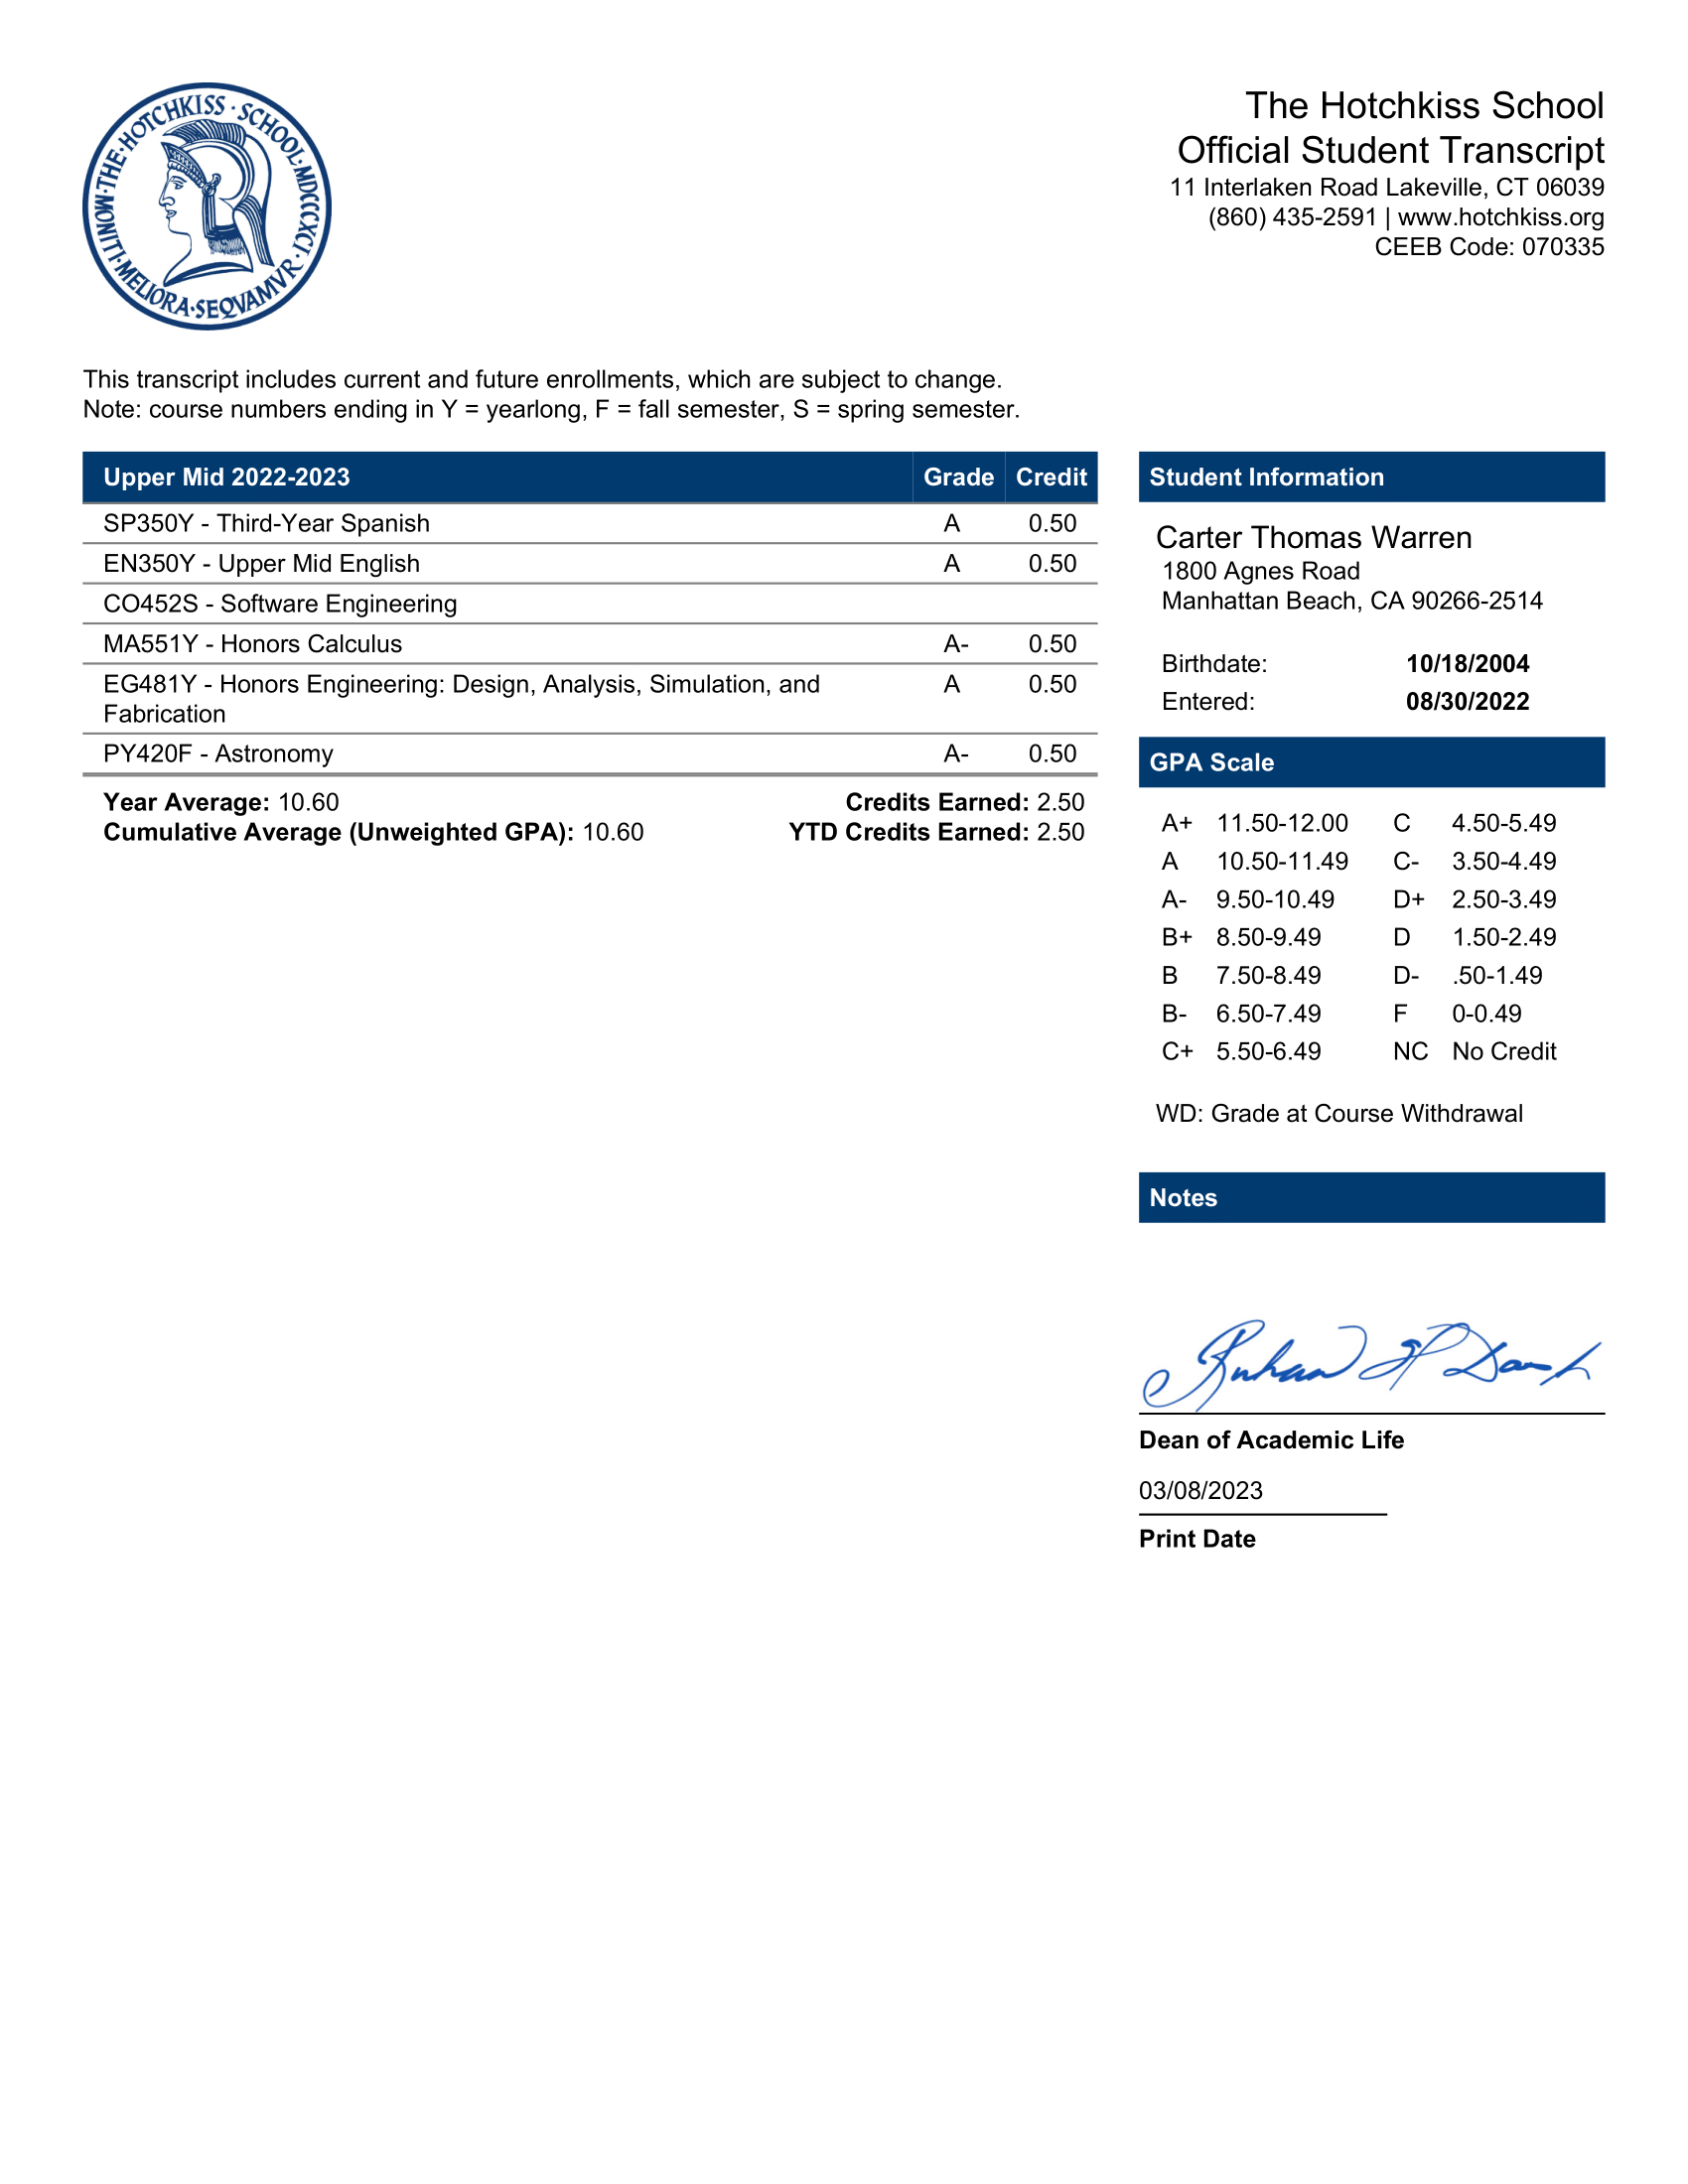 THE·HOTCHKISS·SCHOOL·MDCCCXCI·
MONITI·MELIORA·SEQVAMVR·
The Hotchkiss School
Official Student Transcript
11 Interlaken Road Lakeville, CT 06039
(860) 435-2591 | www.hotchkiss.org
CEEB Code: 070335
This transcript includes current and future enrollments, which are subject to change.
Note: course numbers ending in Y = yearlong, F = fall semester, S = spring semester.
Upper Mid 2022-2023 Grade Credit
SP350Y - Third-Year Spanish A 0.50
EN350Y - Upper Mid English A 0.50
CO452S - Software Engineering
MA551Y - Honors Calculus A- 0.50
EG481Y - Honors Engineering: Design, Analysis, Simulation, and A 0.50
Fabrication
PY420F - Astronomy A- 0.50
Year Average: 10.60 Credits Earned: 2.50
Cumulative Average (Unweighted GPA): 10.60 YTD Credits Earned: 2.50
Student Information
Carter Thomas Warren
1800 Agnes Road
Manhattan Beach, CA 90266-2514
Birthdate: 10/18/2004
Entered: 08/30/2022
GPA Scale
A+ 11.50-12.00 C 4.50-5.49
A 10.50-11.49 C- 3.50-4.49
A- 9.50-10.49 D+ 2.50-3.49
B+ 8.50-9.49 D 1.50-2.49
B 7.50-8.49 D- .50-1.49
B- 6.50-7.49 F 0-0.49
C+ 5.50-6.49 NC No Credit
WD: Grade at Course Withdrawal
Notes
Dean of Academic Life
03/08/2023
Print Date